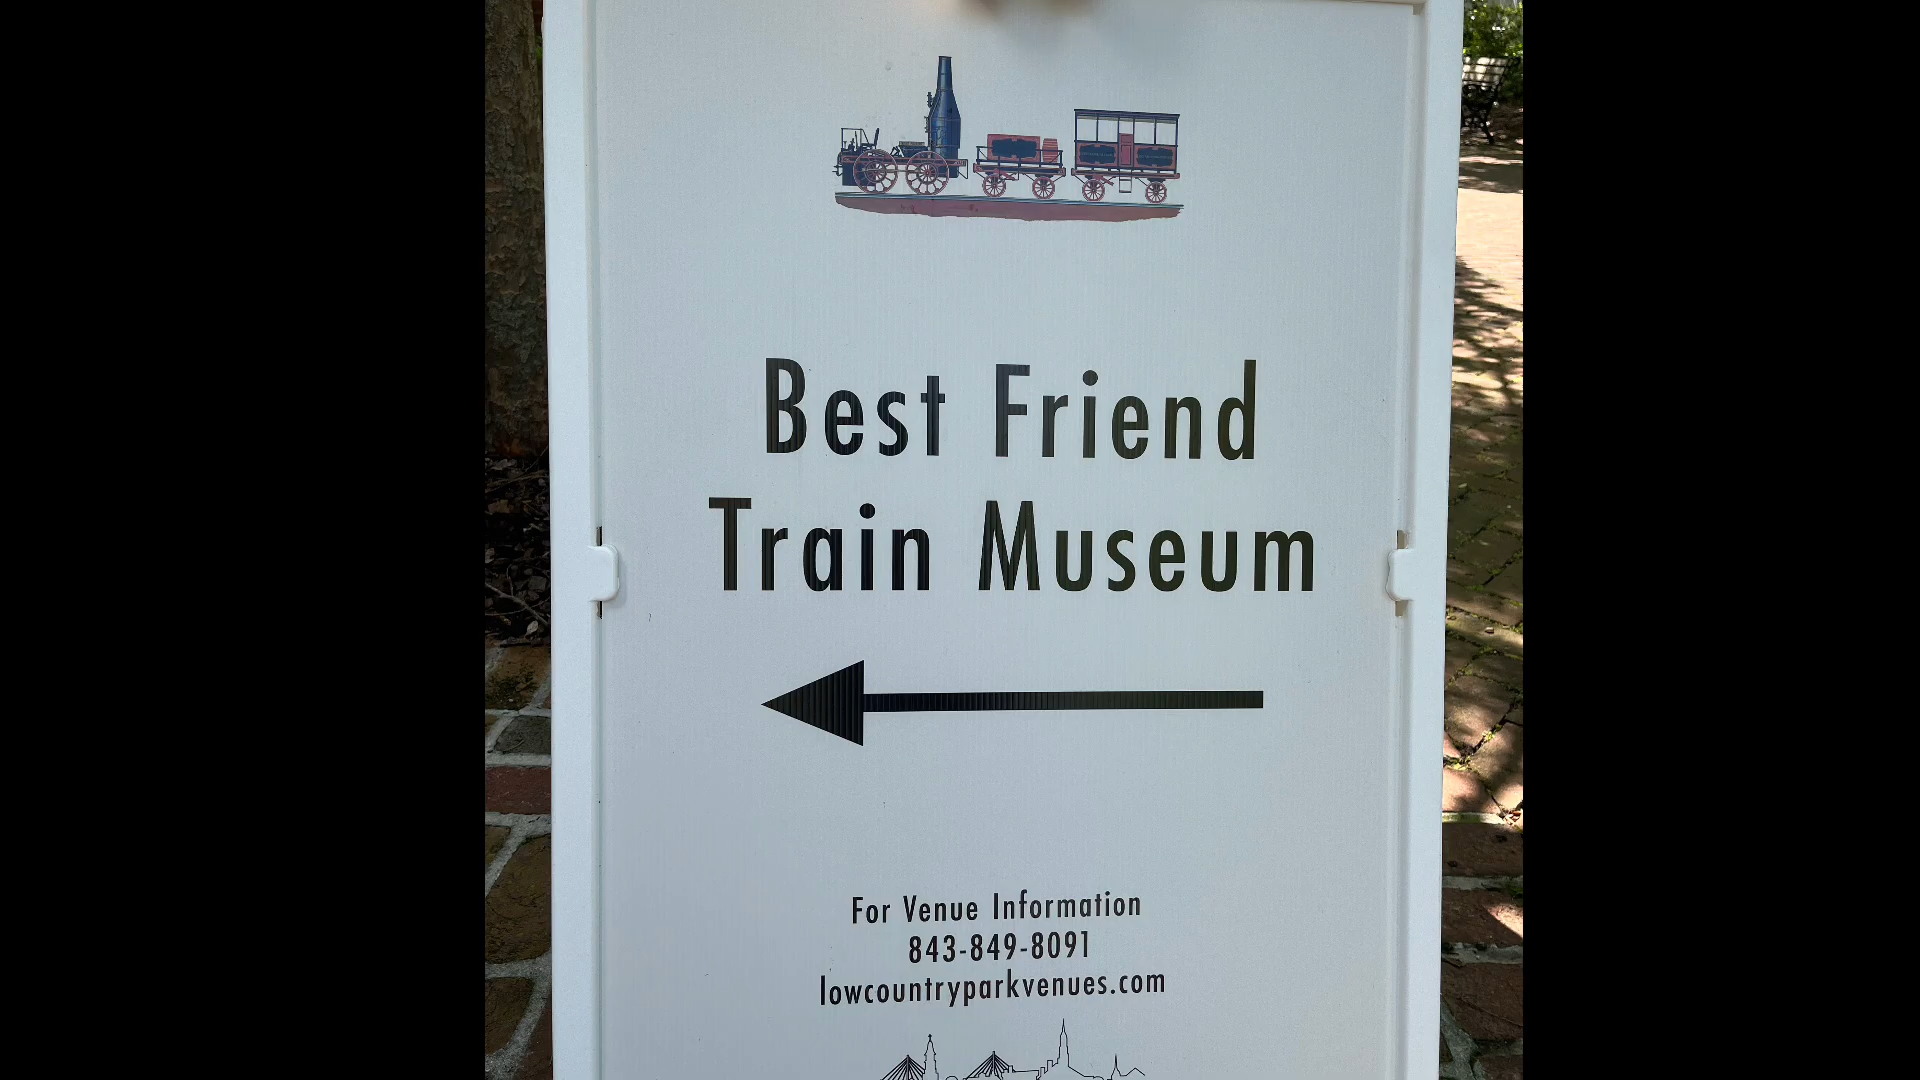 Best Friend
Train Museum
For Venue Information
843-849-8091
lowcountryparkvenues.com